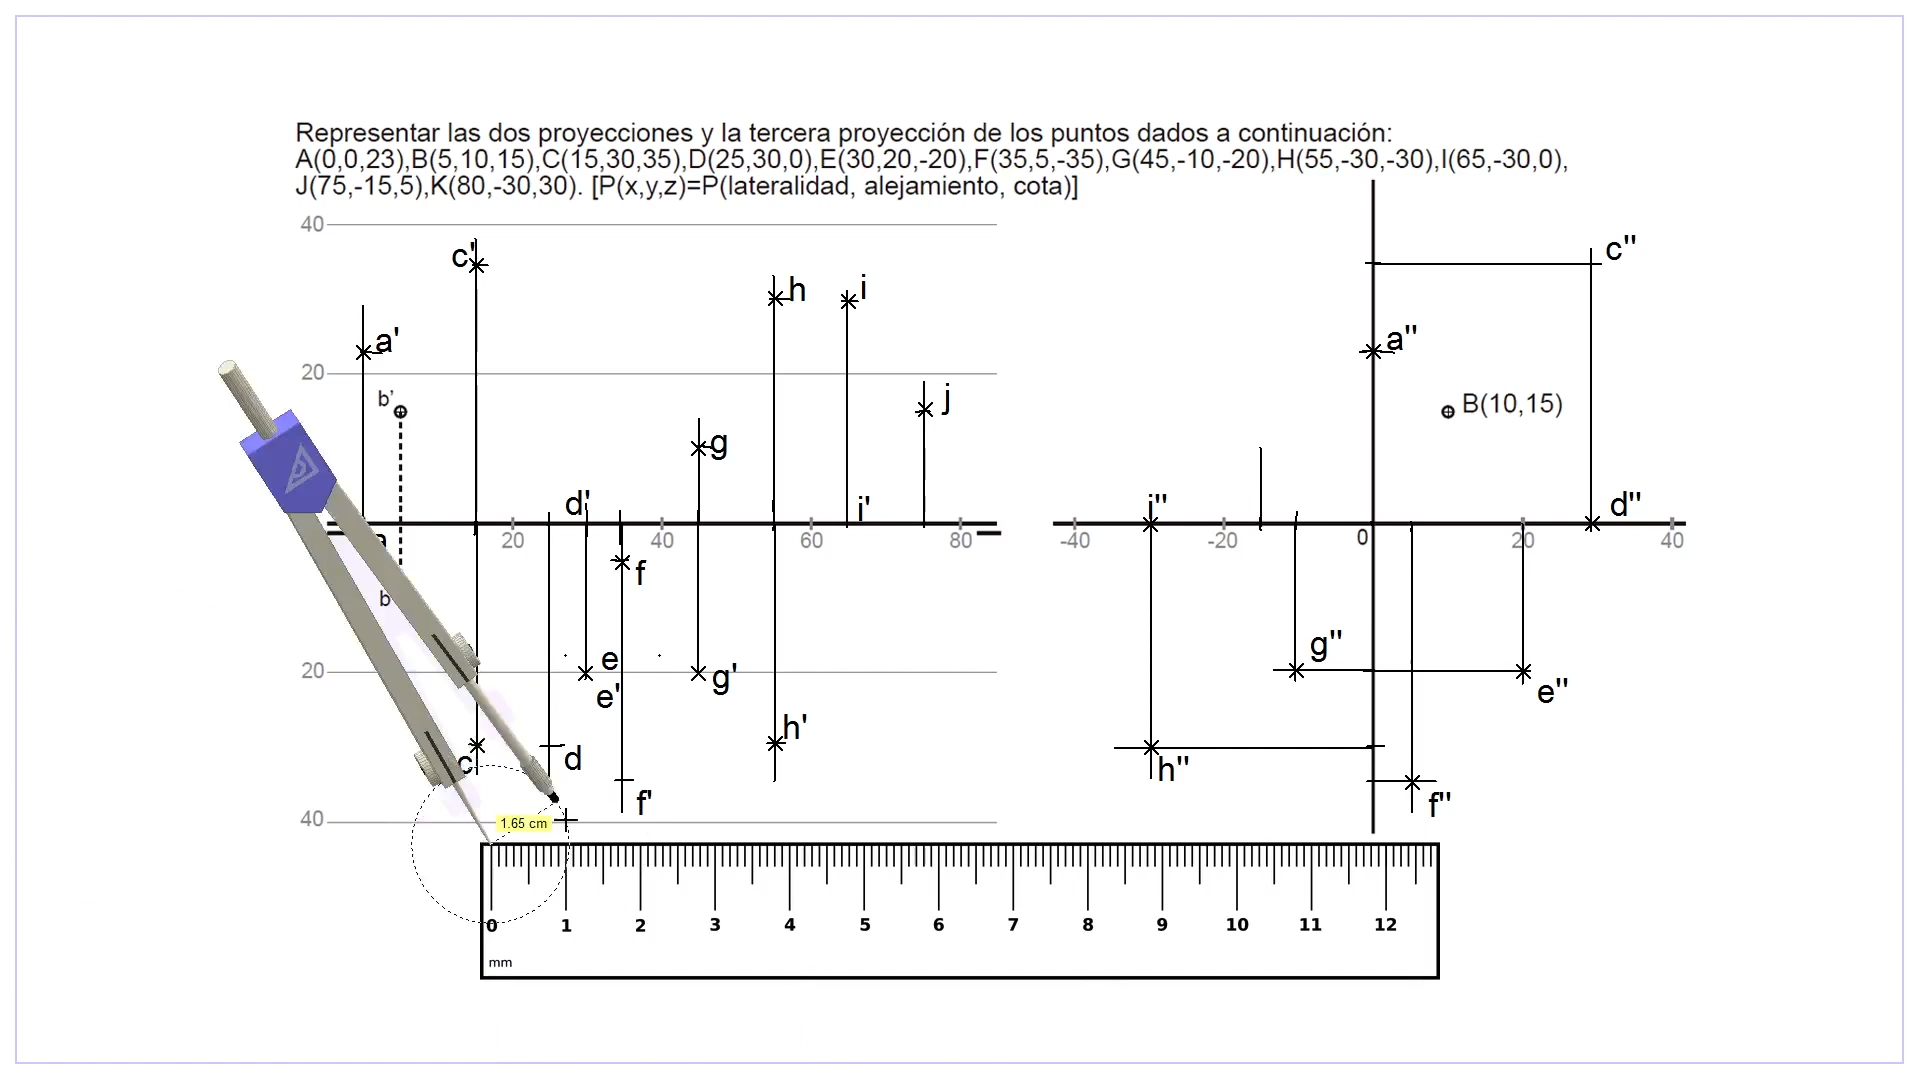 Representar las dos proyecciones y la tercera proyección de los puntos dados a continuación:
A(0,0,23),B(5,10,15),C(15,30,35),D(25,30,0),E(30,20,-20),F(35,5,-35),G(45,-10,-20),H(55,-30,-30),I(65,-30,0),
J(75,-15,5),K(80,-30,30). [P(x,y,z)=P(lateralidad, alejamiento, cota)]
40
c' c''
h i
a' a''
20
b' j B(10,15)
g
d' i' i'' d''
a 20 40 60 80 -40 -20 0 20 40
f
b
e g''
20 g'
e' e''
h'
c d h''
f' f''
40 1.65 cm
0 1 2 3 4 5 6 7 8 9 10 11 12
mm